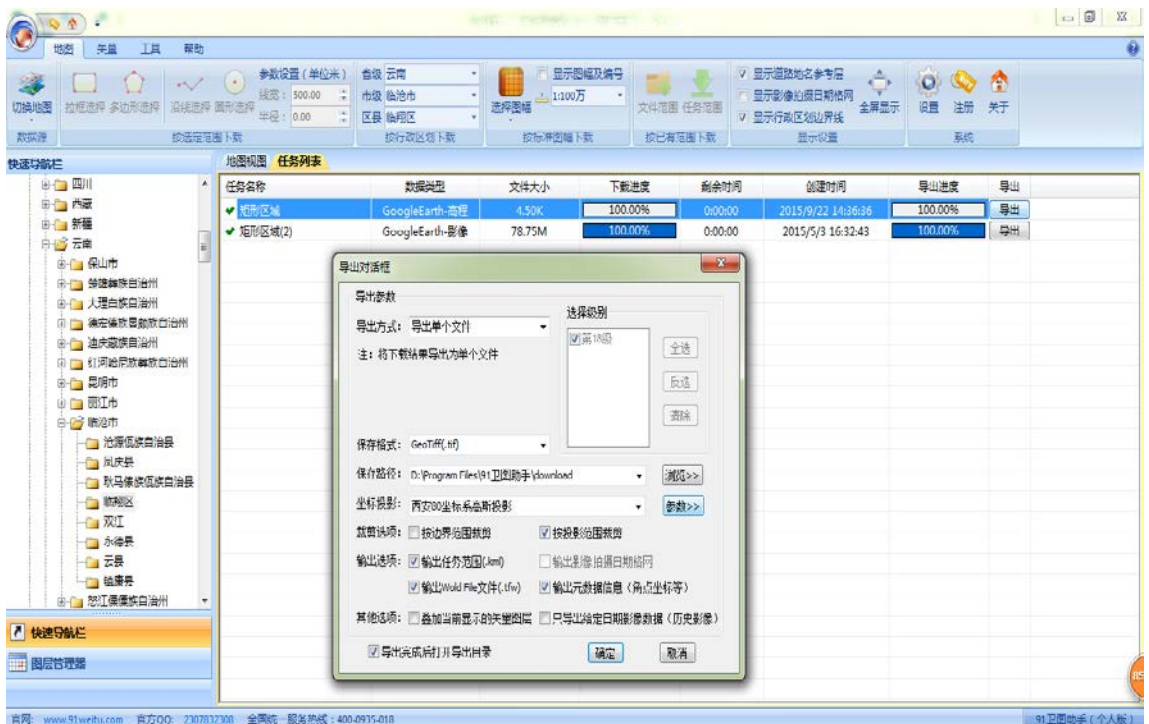 地图 矢量 工具 帮助
切换地图 拉框选择 多边形选择 沿线选择 圆形选择
参数设置（单位米）
线宽： 500.00
半径： 0.00
省级 云南
市级 临沧市
区县 临翔区
选择图幅
显示图幅及编号
1:100万
文件范围 任务范围
显示道路地名参考层
显示影像拍摄日期格网
显示行政区划边界线
全屏显示
设置 注册 关于
数据源 按选定范围下载 按行政区划下载 按标准图幅下载 按已有范围下载 显示设置 系统
快速导航栏
地图视图 任务列表
四川
西藏
新疆
云南
保山市
楚雄彝族自治州
大理白族自治州
德宏傣族景颇族自治州
迪庆藏族自治州
红河哈尼族彝族自治州
昆明市
丽江市
临沧市
沧源佤族自治县
凤庆县
耿马傣族佤族自治县
临翔区
双江
永德县
云县
镇康县
怒江傈僳族自治州
快速导航栏
图层管理器
任务名称 数据类型 文件大小 下载进度 剩余时间 创建时间 导出进度 导出
矩形区域 GoogleEarth-高程 4.50K 100.00% 0:00:00 2015/9/22 14:36:36 100.00% 导出
矩形区域(2) GoogleEarth-影像 78.75M 100.00% 0:00:00 2015/5/3 16:32:43 100.00% 导出
导出对话框
导出参数
导出方式： 导出单个文件
注：将下载结果导出为单个文件
选择级别
第18级
全选
反选
清除
保存格式： GeoTiff(.tif)
保存路径： D:\Program Files\91卫图助手\download 浏览>>
坐标投影： 西安80坐标系高斯投影 参数>>
裁剪选项： 按边界范围裁剪 按投影范围裁剪
输出选项： 输出任务范围(.kml) 输出影像拍摄日期格网
输出Wold File文件(.tfw) 输出元数据信息（角点坐标等）
其他选项： 叠加当前显示的矢量图层 只导出给定日期影像数据（历史影像）
导出完成后打开导出目录 确定 取消
官网： www.91weitu.com 官方QQ： 2307832308 全国统一服务热线：400-0935-018 91卫图助手（个人版）